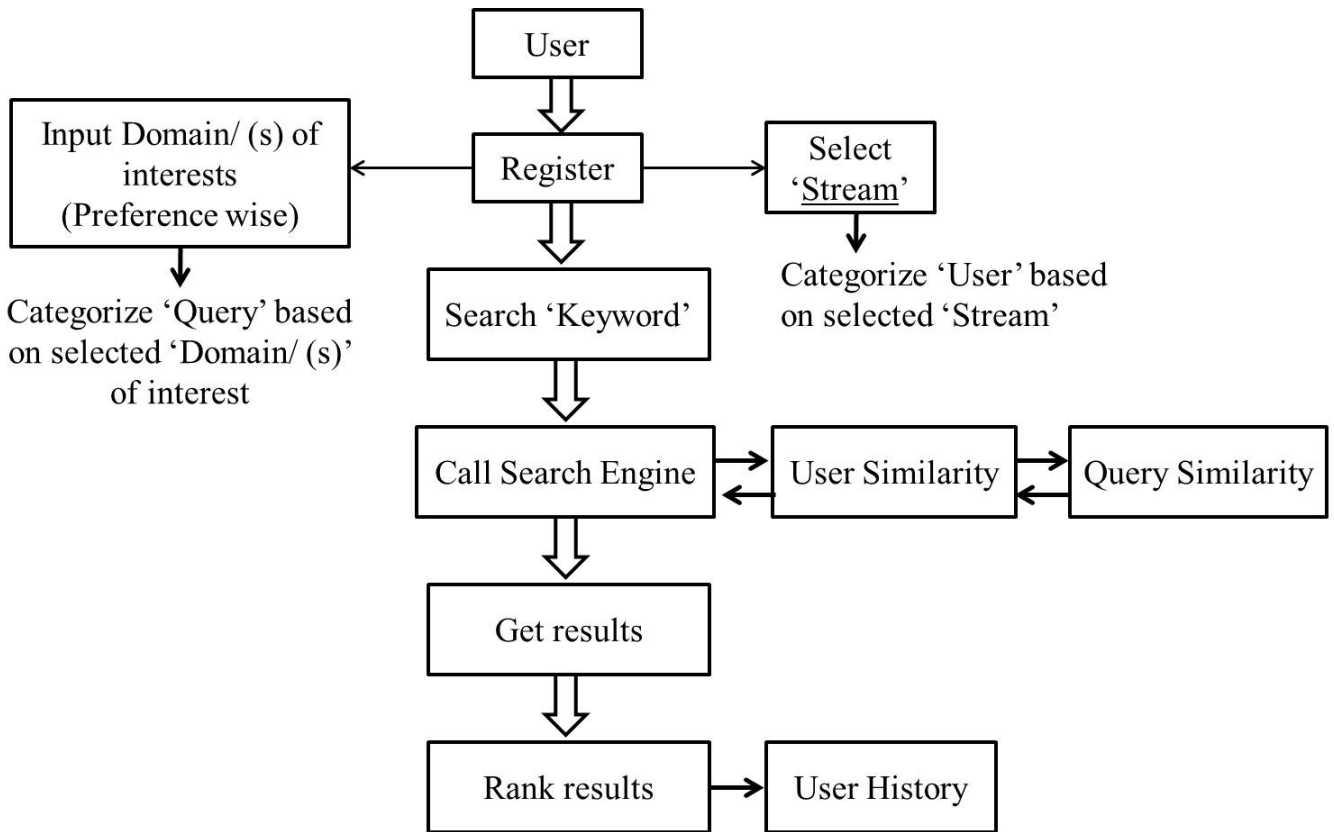 User
Input Domain/ (s) of
interests
(Preference wise)
Register
Select
‘Stream’
Categorize ‘Query’ based
on selected ‘Domain/ (s)’
of interest
Search ‘Keyword’
Categorize ‘User’ based
on selected ‘Stream’
Call Search Engine
User Similarity
Query Similarity
Get results
Rank results
User History